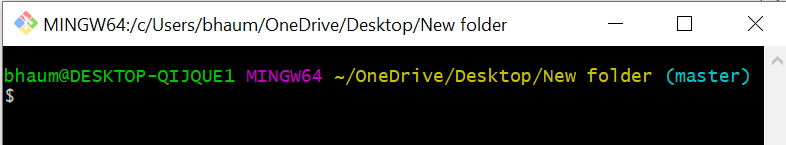 MINGW64:/c/Users/bhaum/OneDrive/Desktop/New folder
bhaum@DESKTOP-QIJQUE1 MINGW64 ~/OneDrive/Desktop/New folder (master)
$